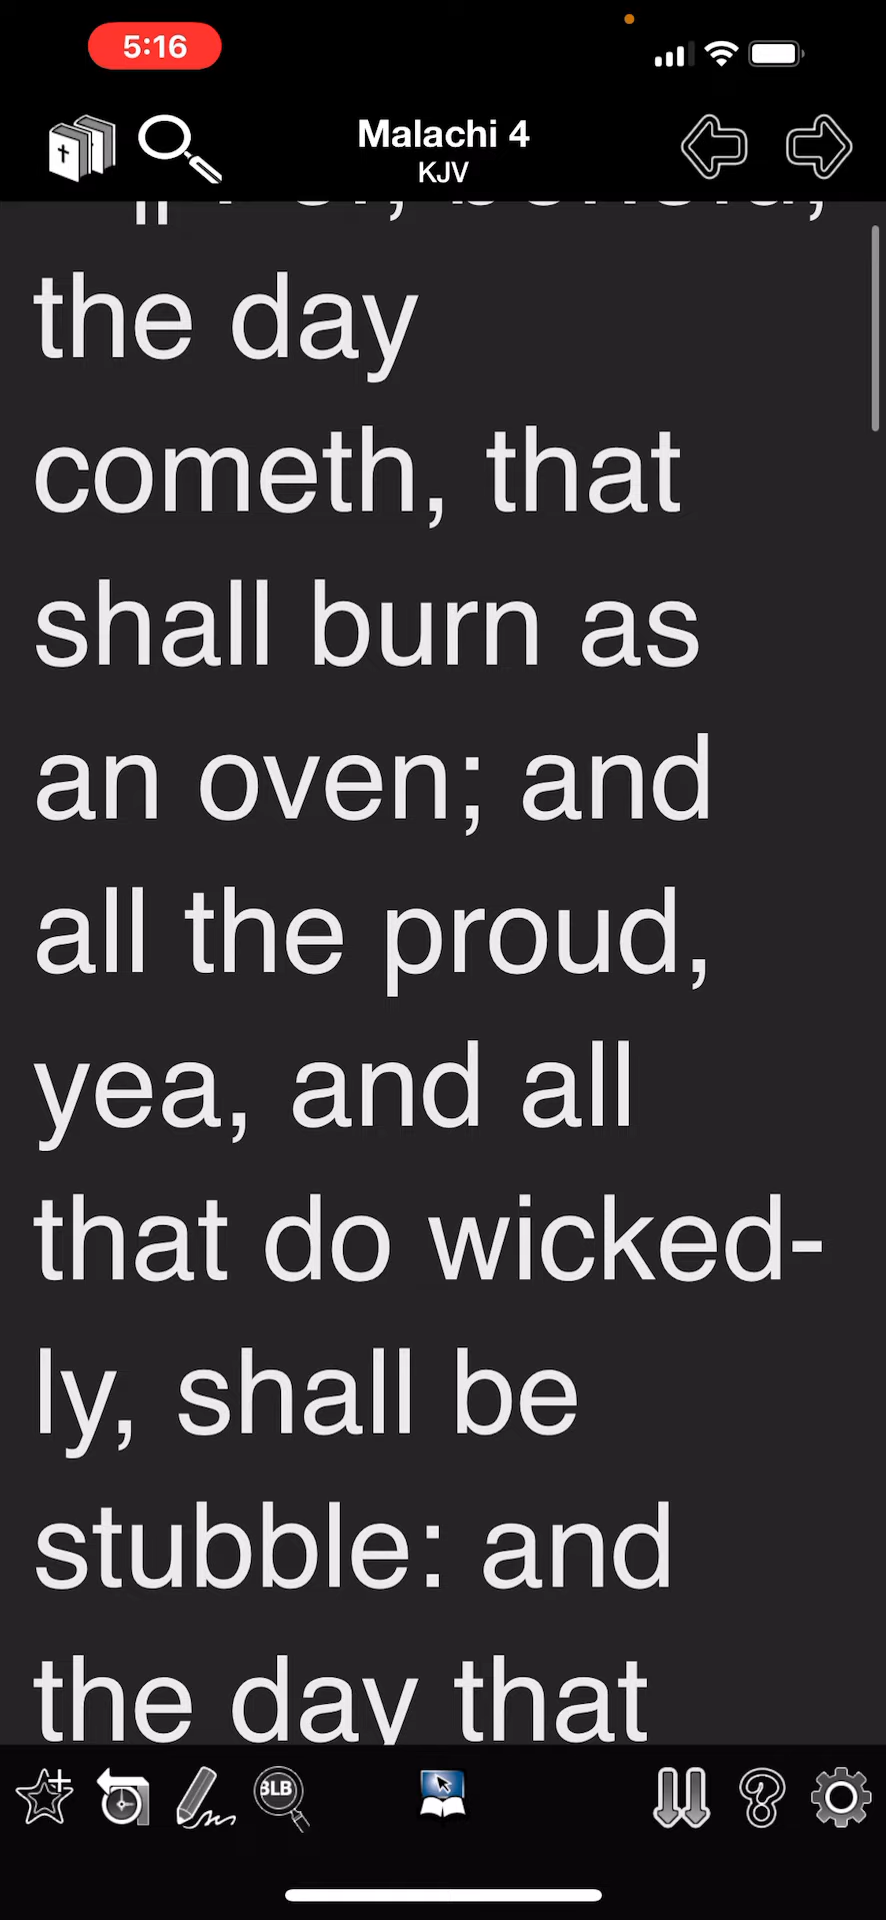 5:16
Malachi 4
KJV
the day
cometh, that
shall burn as
an oven; and
all the proud,
yea, and all
that do wicked-
ly, shall be
stubble: and
the day that
BLB